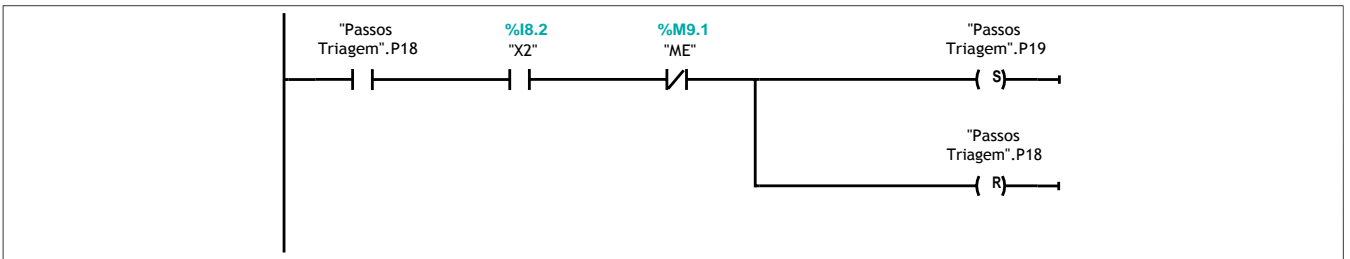 "Passos
Triagem".P18
%I8.2
"X2"
%M9.1
"ME"
"Passos
Triagem".P19
S
"Passos
Triagem".P18
R